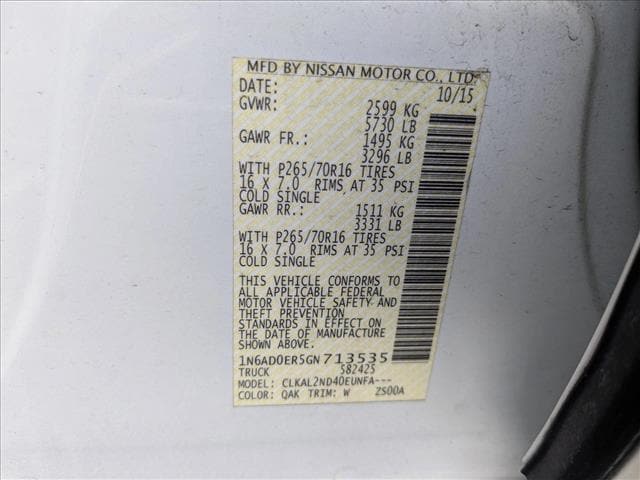 MFD BY NISSAN MOTOR CO., LTD.
DATE: 10/15
GVWR: 2599 KG
5730 LB
GAWR FR.: 1495 KG
3296 LB
WITH P265/70R16 TIRES
16 X 7.0 RIMS AT 35 PSI
COLD SINGLE
GAWR RR.: 1511 KG
3331 LB
WITH P265/70R16 TIRES
16 X 7.0 RIMS AT 35 PSI
COLD SINGLE
THIS VEHICLE CONFORMS TO
ALL APPLICABLE FEDERAL
MOTOR VEHICLE SAFETY AND
THEFT PREVENTION
STANDARDS IN EFFECT ON
THE DATE OF MANUFACTURE
SHOWN ABOVE.
1N6AD0ER5GN713535
TRUCK 582425
MODEL: CLKAL2ND40EUNFA---
COLOR: QAK TRIM: W ZS00A